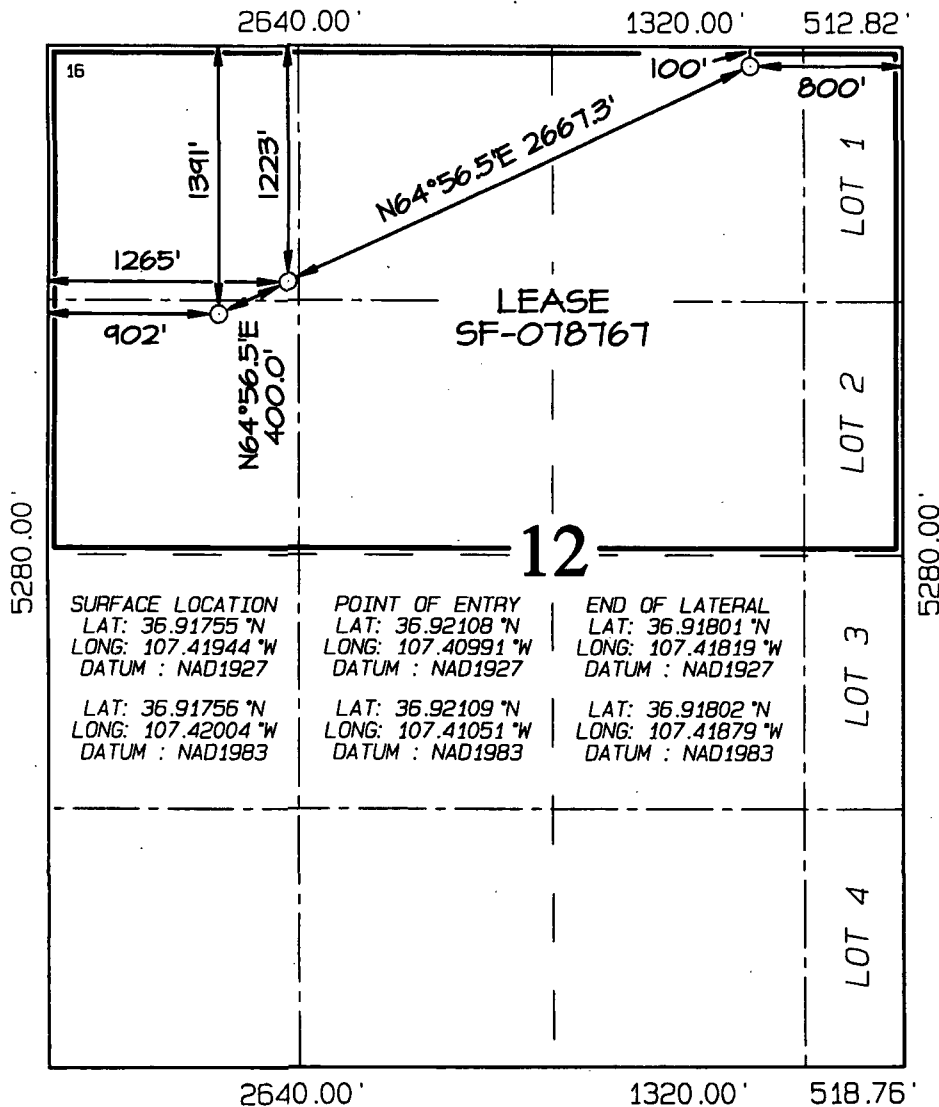 2640.00' 1320.00' 512.82'
16
100'
800'
1391'
1223'
N64°56.5'E 2667.3'
LOT 1
1265'
902'
N64°56.5'E
400.0'
LEASE
SF-078767
LOT 2
5280.00'
5280.00'
12
SURFACE LOCATION
LAT: 36.91755 °N
LONG: 107.41944 °W
DATUM : NAD1927
LAT: 36.91756 °N
LONG: 107.42004 °W
DATUM : NAD1983
POINT OF ENTRY
LAT: 36.92108 °N
LONG: 107.40991 °W
DATUM : NAD1927
LAT: 36.92109 °N
LONG: 107.41051 °W
DATUM : NAD1983
END OF LATERAL
LAT: 36.91801 °N
LONG: 107.41819 °W
DATUM : NAD1927
LAT: 36.91802 °N
LONG: 107.41879 °W
DATUM : NAD1983
LOT 3
LOT 4
2640.00' 1320.00' 518.76'